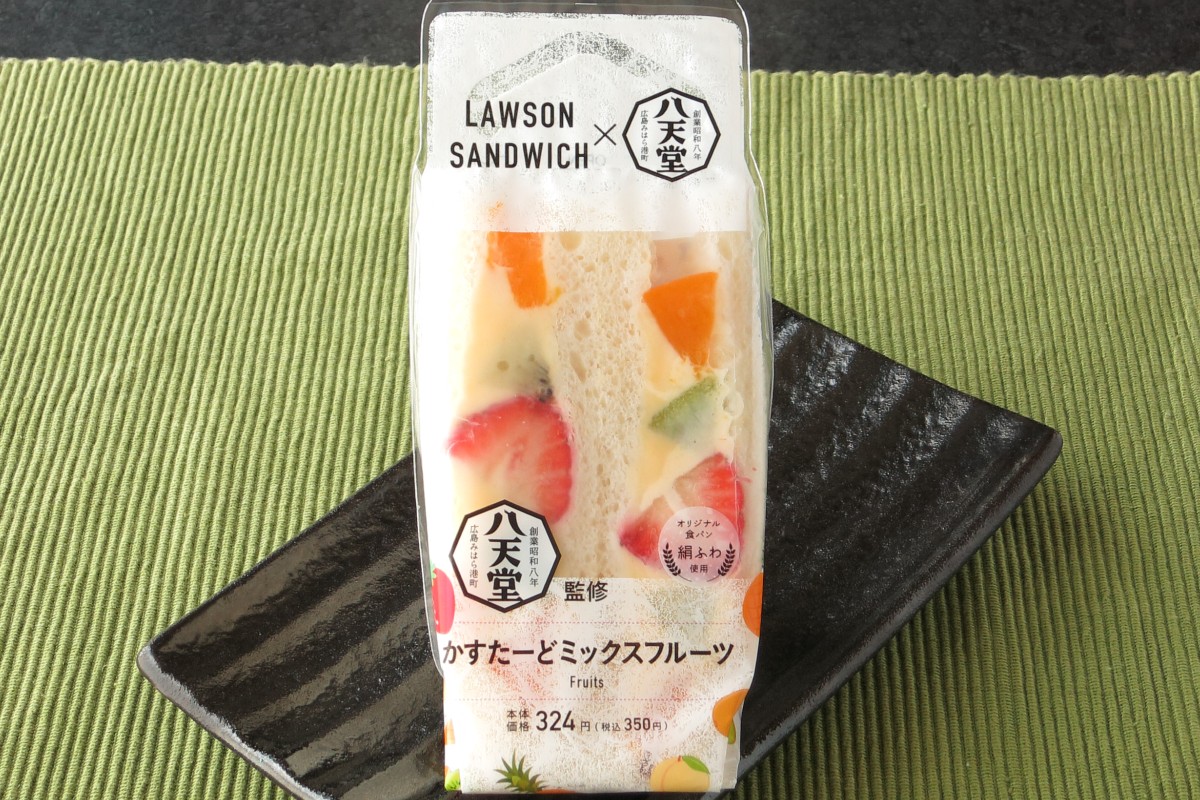 LAWSON
SANDWICH
×
創業昭和八年
八天堂
広島みはら港町
オリジナル
食パン
絹ふわ
使用
創業昭和八年
八天堂
広島みはら港町
監修
かすたーどミックスフルーツ
Fruits
本体価格 324円(税込350円)